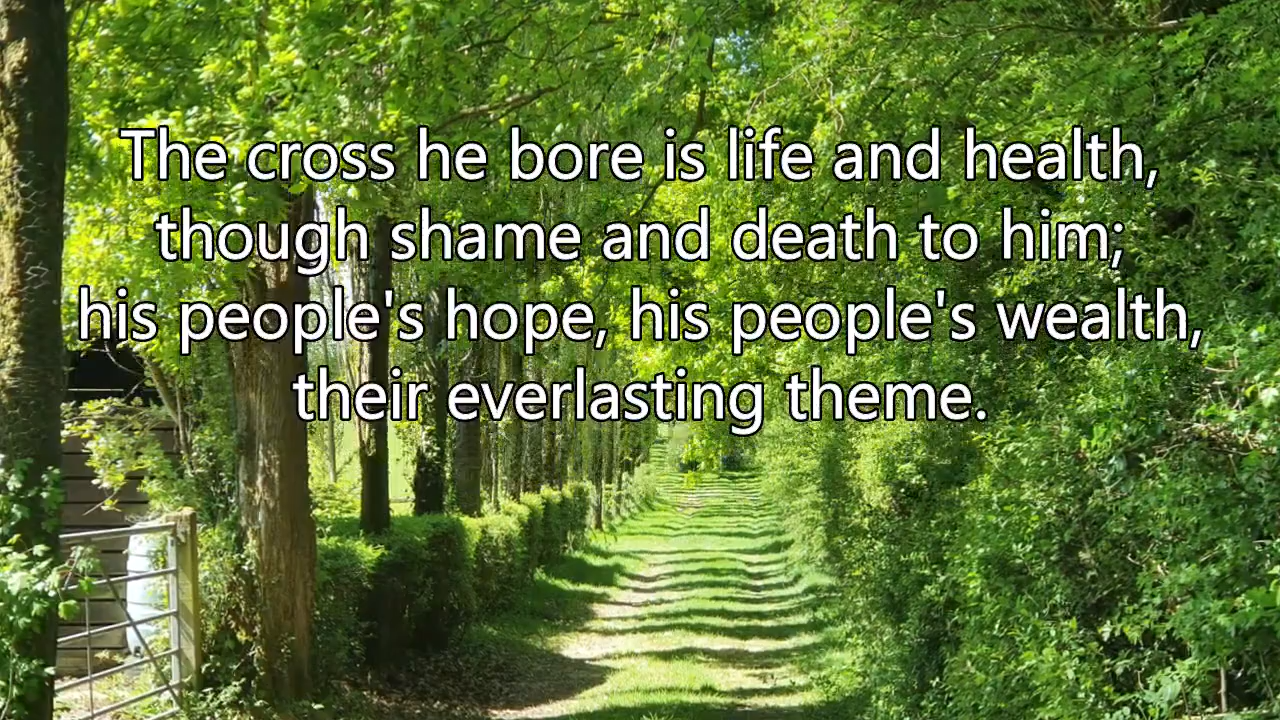 The cross he bore is life and health,
though shame and death to him;
his people's hope, his people's wealth,
their everlasting theme.